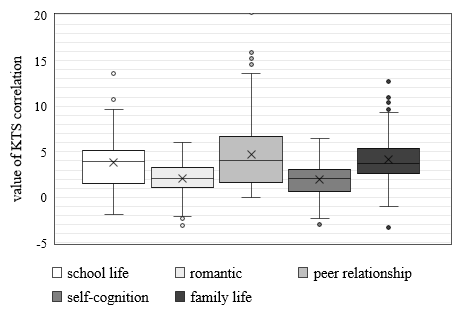 20
15
10
5
0
-5
value of KTS correlation
school life
romantic
peer relationship
self-cognition
family life